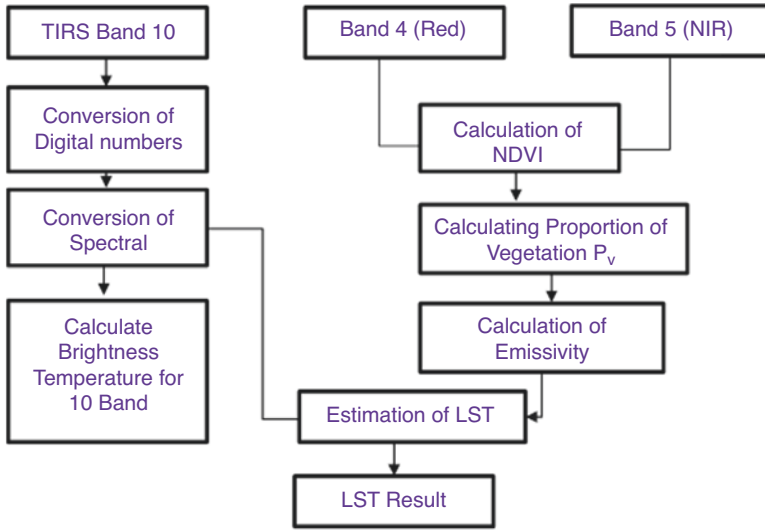 TIRS Band 10
Band 4 (Red)
Band 5 (NIR)
Conversion of
Digital numbers
Calculation of
NDVI
Conversion of
Spectral
Calculating Proportion of
Vegetation Pv
Calculate
Brightness
Temperature for
10 Band
Calculation of
Emissivity
Estimation of LST
LST Result